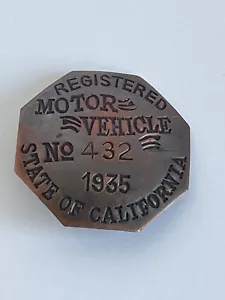 REGISTERED
MOTOR
VEHICLE
No 432
1935
STATE OF CALIFORNIA